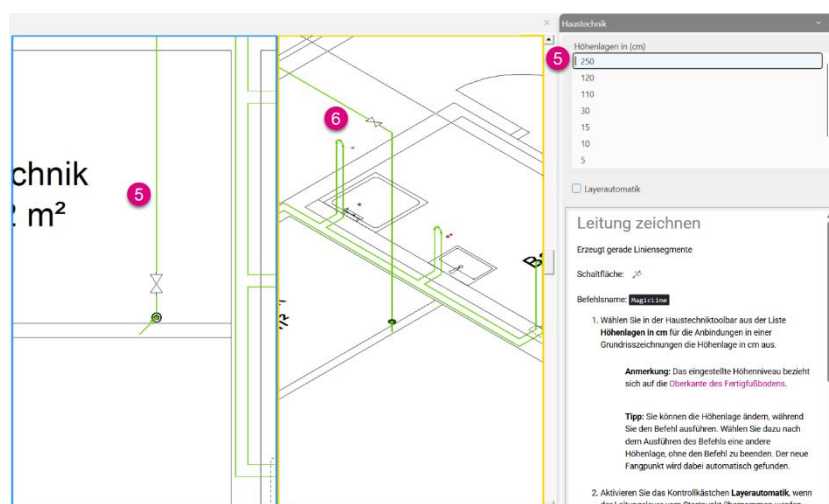 Haustechnik
Höhenlagen in (cm)
5
250
120
110
30
15
10
5
Layerautomatik
chnik
m²
5
6
Leitung zeichnen
Erzeugt gerade Liniensegmente
Schaltfläche:
Befehlsname: MagicLine
1. Wählen Sie in der Haustechniktoolbar aus der Liste
Höhenlagen in cm für die Anbindungen in einer
Grundrisszeichnungen die Höhenlage in cm aus.
Anmerkung: Das eingestellte Höhenniveau bezieht
sich auf die Oberkante des Fertigfußbodens.
Tipp: Sie können die Höhenlage ändern, während
Sie den Befehl ausführen. Wählen Sie dazu nach
dem Ausführen des Befehls eine andere
Höhenlage, ohne den Befehl zu beenden. Der neue
Fangpunkt wird dabei automatisch gefunden.
2. Aktivieren Sie das Kontrollkästchen Layerautomatik, wenn